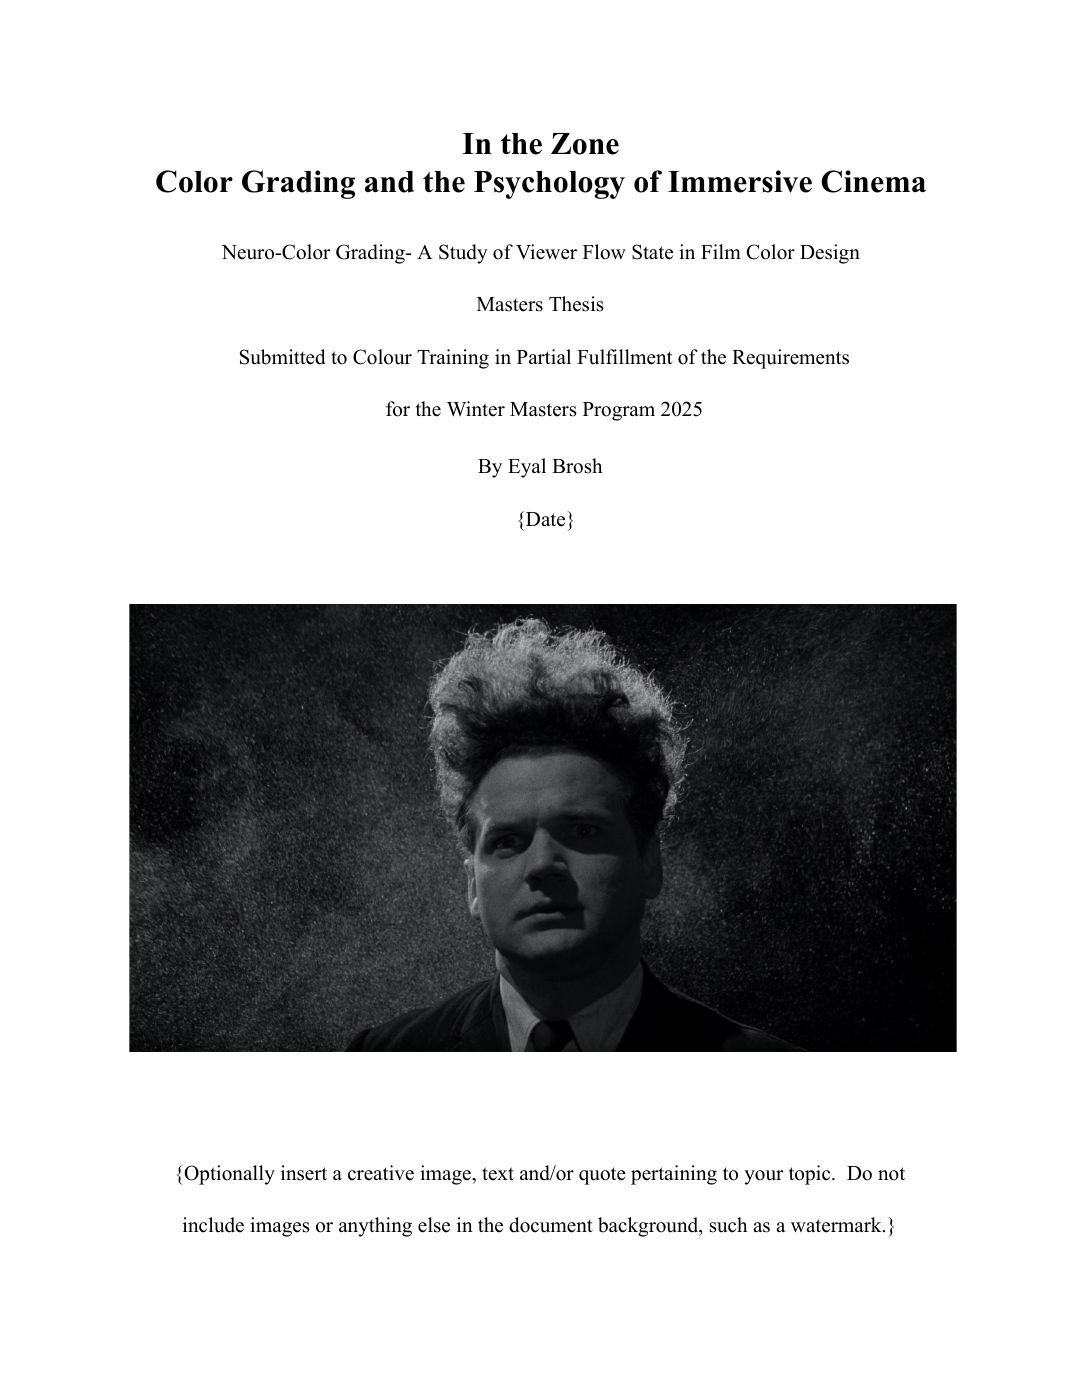 In the Zone
Color Grading and the Psychology of Immersive Cinema
Neuro-Color Grading- A Study of Viewer Flow State in Film Color Design
Masters Thesis
Submitted to Colour Training in Partial Fulfillment of the Requirements
for the Winter Masters Program 2025
By Eyal Brosh
{Date}
{Optionally insert a creative image, text and/or quote pertaining to your topic.  Do not
include images or anything else in the document background, such as a watermark.}